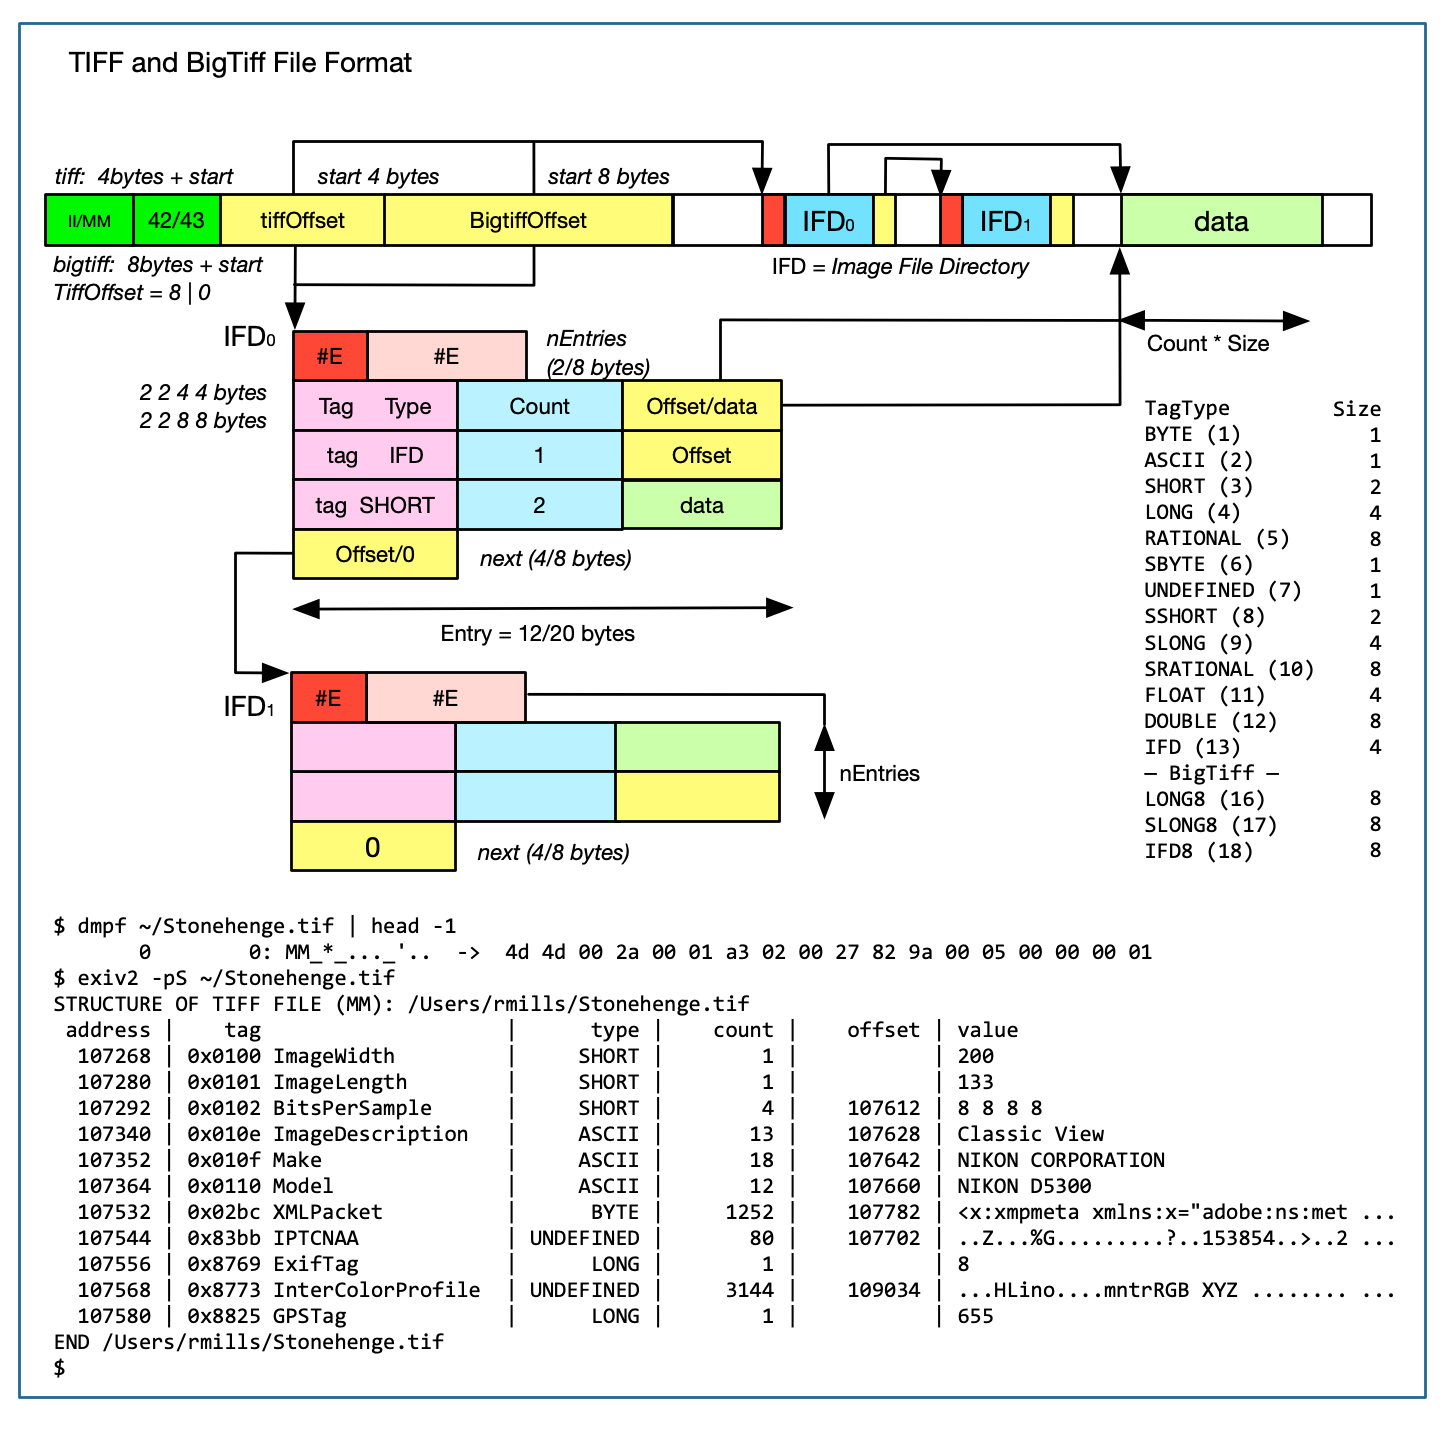 TIFF and BigTiff File Format
tiff:  4bytes + start
start 4 bytes
start 8 bytes
II/MM
42/43
tiffOffset
BigtiffOffset
IFD0
IFD1
data
bigtiff:  8bytes + start
TiffOffset = 8 | 0
IFD = Image File Directory
IFD0
#E
#E
nEntries
(2/8 bytes)
Count * Size
2 2 4 4 bytes
2 2 8 8 bytes
Tag Type Count Offset/data
tag IFD 1 Offset
tag SHORT 2 data
Offset/0
next (4/8 bytes)
Entry = 12/20 bytes
IFD1
#E
#E
nEntries
0
next (4/8 bytes)
TagType Size
BYTE (1) 1
ASCII (2) 1
SHORT (3) 2
LONG (4) 4
RATIONAL (5) 8
SBYTE (6) 1
UNDEFINED (7) 1
SSHORT (8) 2
SLONG (9) 4
SRATIONAL (10) 8
FLOAT (11) 4
DOUBLE (12) 8
IFD (13) 4
— BigTiff —
LONG8 (16) 8
SLONG8 (17) 8
IFD8 (18) 8
$ dmpf ~/Stonehenge.tif | head -1
       0        0: MM_*_..._'..  ->  4d 4d 00 2a 00 01 a3 02 00 27 82 9a 00 05 00 00 00 01
$ exiv2 -pS ~/Stonehenge.tif
STRUCTURE OF TIFF FILE (MM): /Users/rmills/Stonehenge.tif
 address |    tag                    |      type |    count |    offset | value
  107268 | 0x0100 ImageWidth         |     SHORT |        1 |           | 200
  107280 | 0x0101 ImageLength        |     SHORT |        1 |           | 133
  107292 | 0x0102 BitsPerSample      |     SHORT |        4 |    107612 | 8 8 8 8
  107340 | 0x010e ImageDescription   |     ASCII |       13 |    107628 | Classic View
  107352 | 0x010f Make               |     ASCII |       18 |    107642 | NIKON CORPORATION
  107364 | 0x0110 Model              |     ASCII |       12 |    107660 | NIKON D5300
  107532 | 0x02bc XMLPacket          |      BYTE |     1252 |    107782 | <x:xmpmeta xmlns:x="adobe:ns:met ...
  107544 | 0x83bb IPTCNAA            | UNDEFINED |       80 |    107702 | ..Z...%G.........?..153854..>..2 ...
  107556 | 0x8769 ExifTag            |      LONG |        1 |           | 8
  107568 | 0x8773 InterColorProfile  | UNDEFINED |     3144 |    109034 | ...HLino....mntrRGB XYZ ........ ...
  107580 | 0x8825 GPSTag             |      LONG |        1 |           | 655
END /Users/rmills/Stonehenge.tif
$